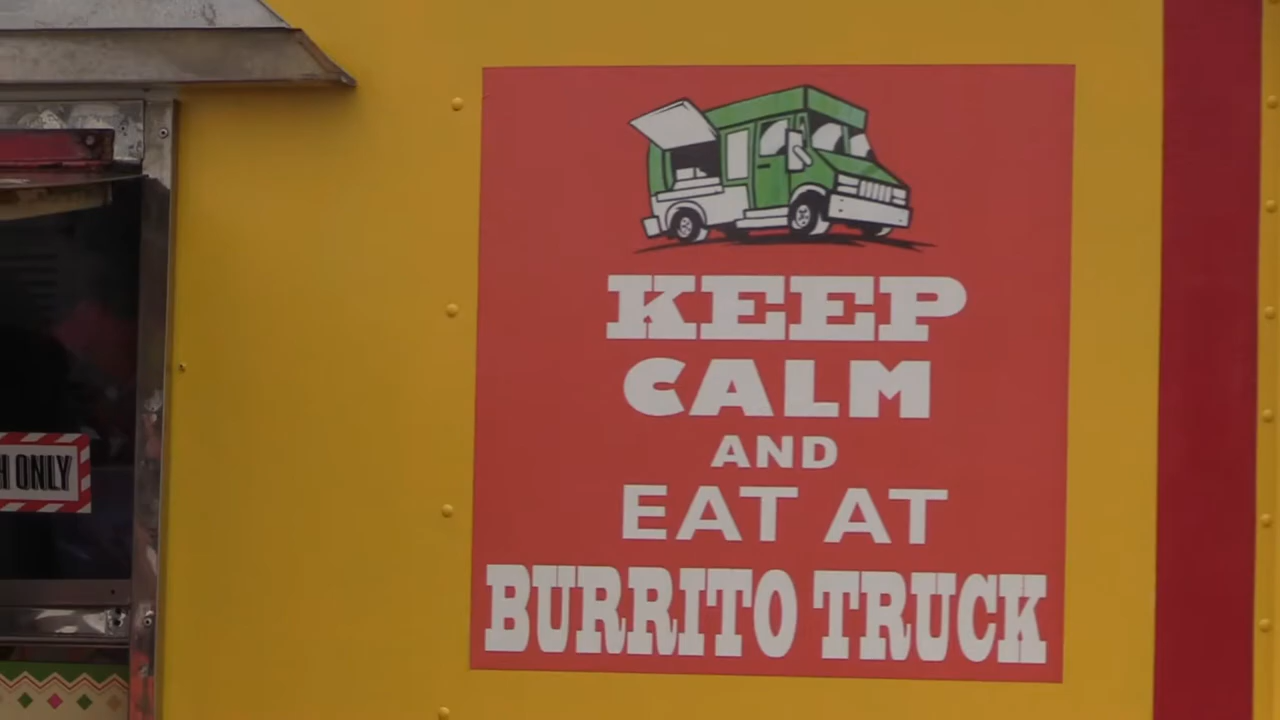 ONLY
KEEP
CALM
AND
EAT AT
BURRITO TRUCK